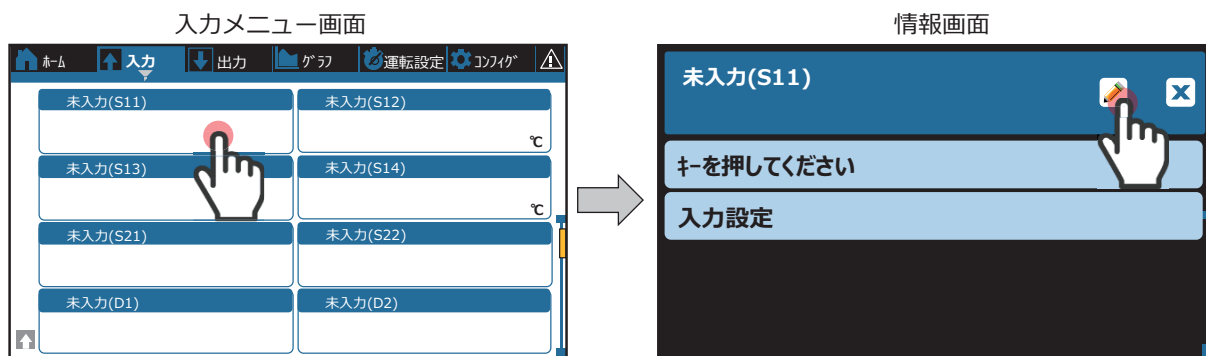 入力メニュー画面
情報画面
ﾎｰﾑ 入力 出力 ｸﾞﾗﾌ 運転設定 ｺﾝﾌｨｸﾞ
未入力(S11) 未入力(S12)
℃
未入力(S13) 未入力(S14)
℃
未入力(S21) 未入力(S22)
未入力(D1) 未入力(D2)
未入力(S11)
X
ｷｰを押してください
入力設定